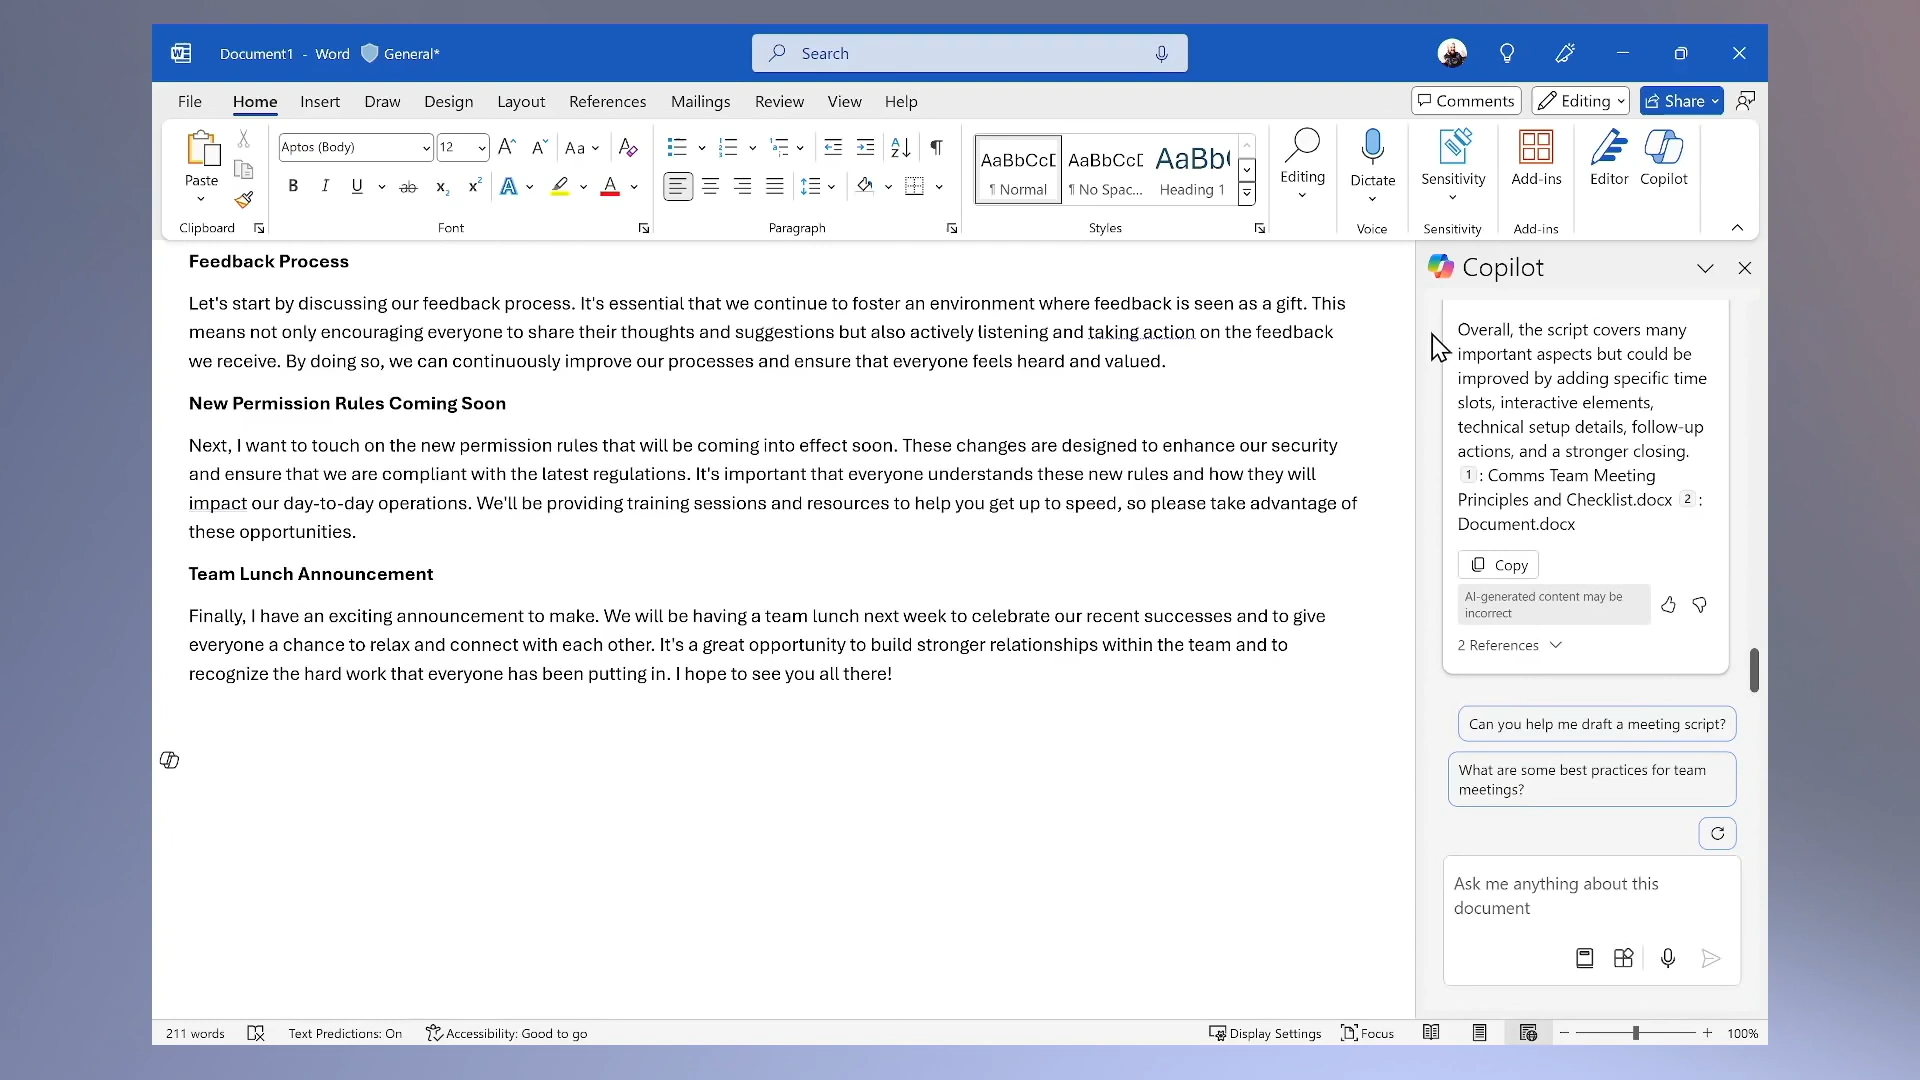 Document1 - Word General*
Search
File Home Insert Draw Design Layout References Mailings Review View Help
Comments Editing Share
Paste
Clipboard
Aptos (Body) 12 Aa
B I U ab x2 x2 A A
Font
Paragraph
AaBbCcD AaBbCcD AaBb(
¶ Normal ¶ No Spac... Heading 1
Styles
Editing
Dictate
Voice
Sensitivity
Sensitivity
Add-ins
Add-ins
Editor Copilot
Feedback Process
Let's start by discussing our feedback process. It's essential that we continue to foster an environment where feedback is seen as a gift. This
means not only encouraging everyone to share their thoughts and suggestions but also actively listening and taking action on the feedback
we receive. By doing so, we can continuously improve our processes and ensure that everyone feels heard and valued.
New Permission Rules Coming Soon
Next, I want to touch on the new permission rules that will be coming into effect soon. These changes are designed to enhance our security
and ensure that we are compliant with the latest regulations. It's important that everyone understands these new rules and how they will
impact our day-to-day operations. We'll be providing training sessions and resources to help you get up to speed, so please take advantage of
these opportunities.
Team Lunch Announcement
Finally, I have an exciting announcement to make. We will be having a team lunch next week to celebrate our recent successes and to give
everyone a chance to relax and connect with each other. It's a great opportunity to build stronger relationships within the team and to
recognize the hard work that everyone has been putting in. I hope to see you all there!
Copilot
Overall, the script covers many
important aspects but could be
improved by adding specific time
slots, interactive elements,
technical setup details, follow-up
actions, and a stronger closing.
1 : Comms Team Meeting
Principles and Checklist.docx 2 :
Document.docx
Copy
AI-generated content may be
incorrect
2 References
Can you help me draft a meeting script?
What are some best practices for team
meetings?
Ask me anything about this
document
211 words Text Predictions: On Accessibility: Good to go Display Settings Focus 100%